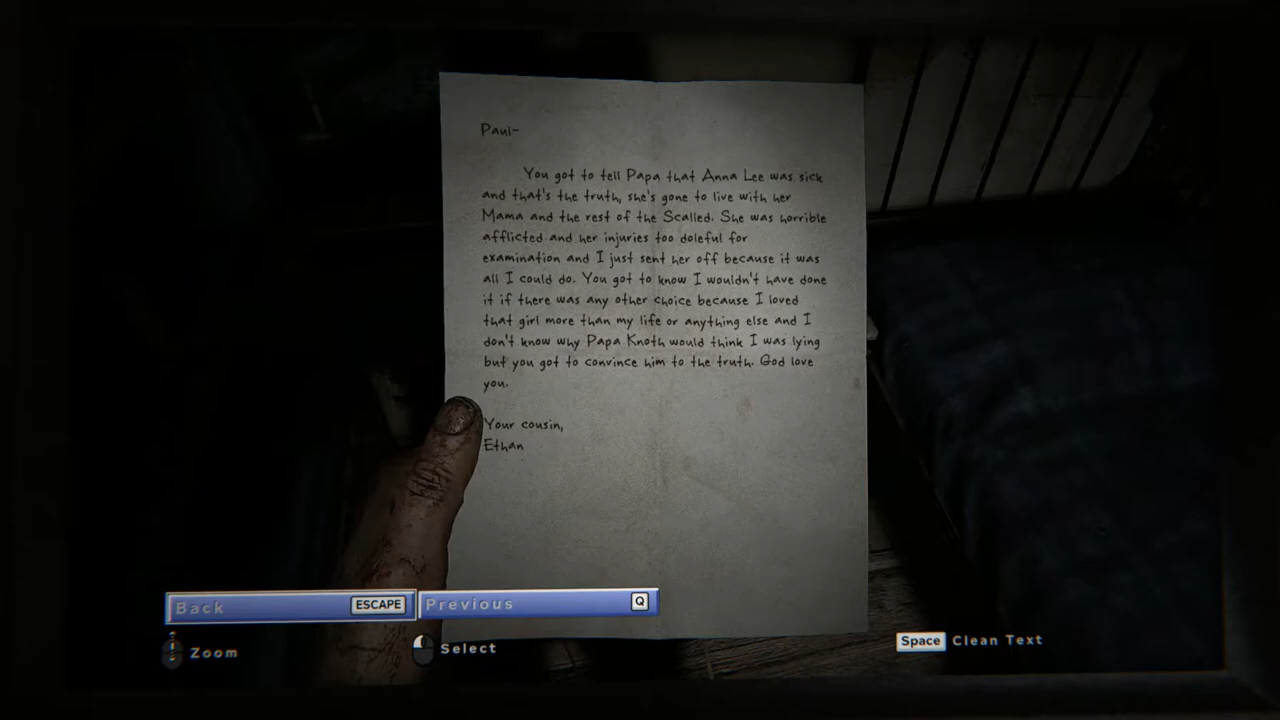 Paul-
You got to tell Papa that Anna Lee was sick
and that's the truth, she's gone to live with her
Mama and the rest of the Scalled. She was horrible
afflicted and her injuries too doleful for
examination and I just sent her off because it was
all I could do. You got to know I wouldn't have done
it if there was any other choice because I loved
that girl more than my life or anything else and I
don't know why Papa Knoth would think I was lying
but you got to convince him to the truth. God love
you.
Your cousin,
Ethan
Back ESCAPE Previous Q
Zoom Select Space Clean Text